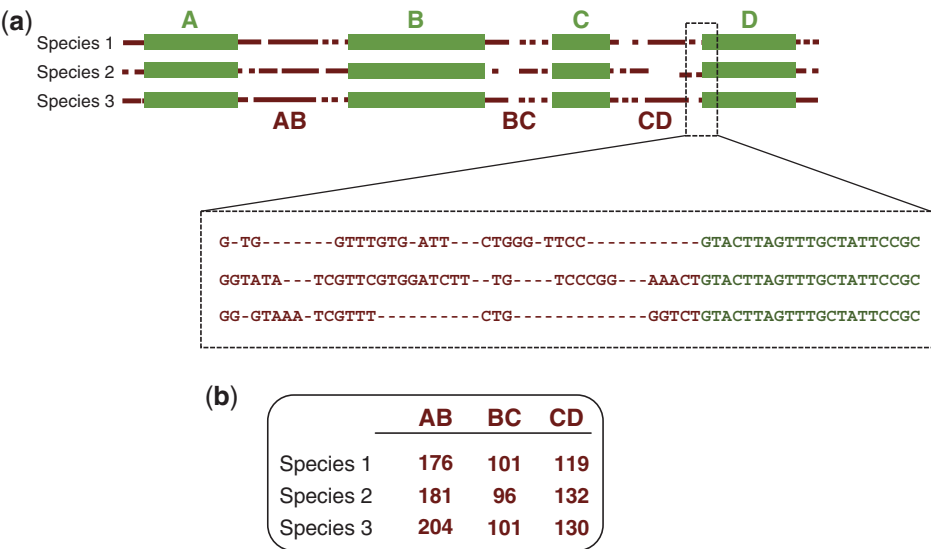 (a)
A B C D
Species 1
Species 2
Species 3
AB BC CD
G-TG-------GTTTGTG-ATT---CTGGG-TTCC-----------GTACTTAGTTTGCTATTCCGC
GGTATA---TCGTTCGTGGATCTT--TG----TCCCGG---AAACTGTACTTAGTTTGCTATTCCGC
GG-GTAAA-TCGTTT----------CTG-------------GGTCTGTACTTAGTTTGCTATTCCGC
(b)
AB BC CD
Species 1 176 101 119
Species 2 181 96 132
Species 3 204 101 130